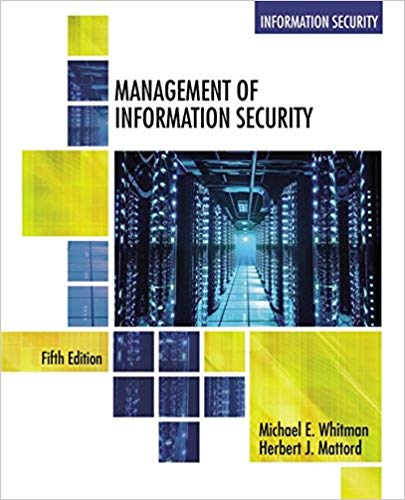 INFORMATION SECURITY
MANAGEMENT OF
INFORMATION SECURITY
Fifth Edition
Michael E. Whitman
Herbert J. Mattord